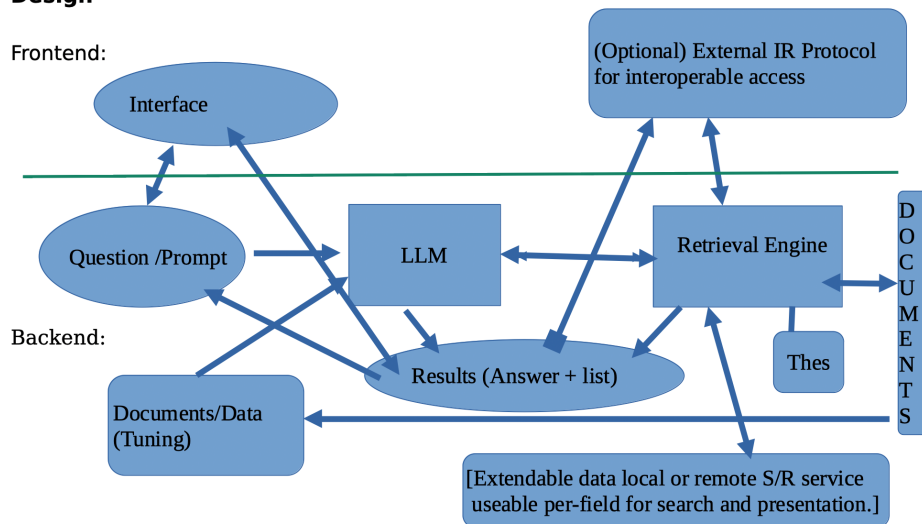 Design
Frontend:
(Optional) External IR Protocol
for interoperable access
Interface
Question /Prompt
LLM
Retrieval Engine
DOCUMENTS
Backend:
Results (Answer + list)
Thes
Documents/Data
(Tuning)
[Extendable data local or remote S/R service
useable per-field for search and presentation.]